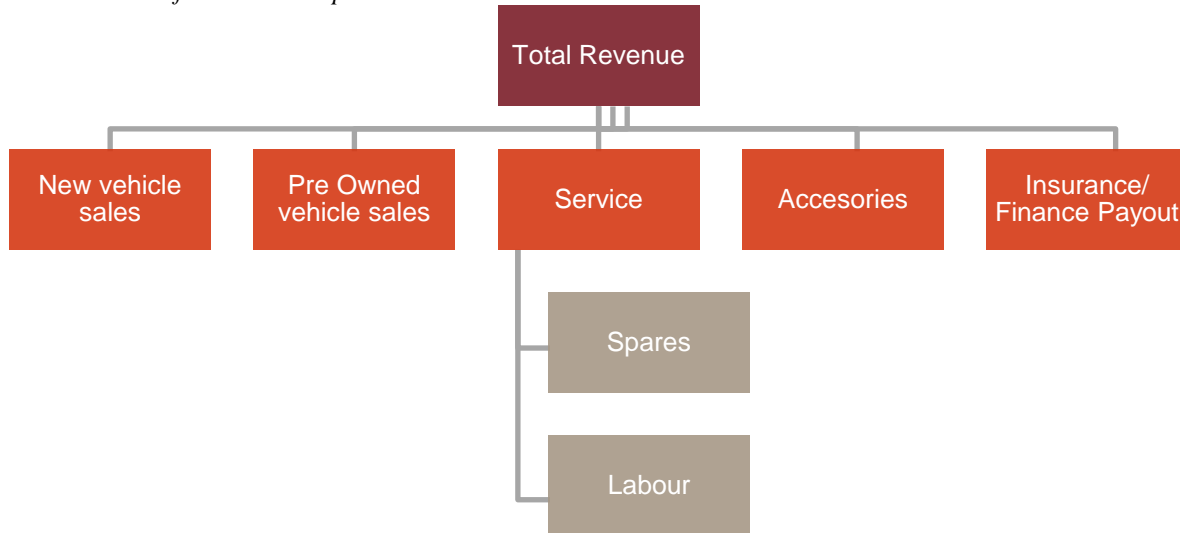 Total Revenue
New vehicle
sales
Pre Owned
vehicle sales
Service
Accesories
Insurance/
Finance Payout
Spares
Labour